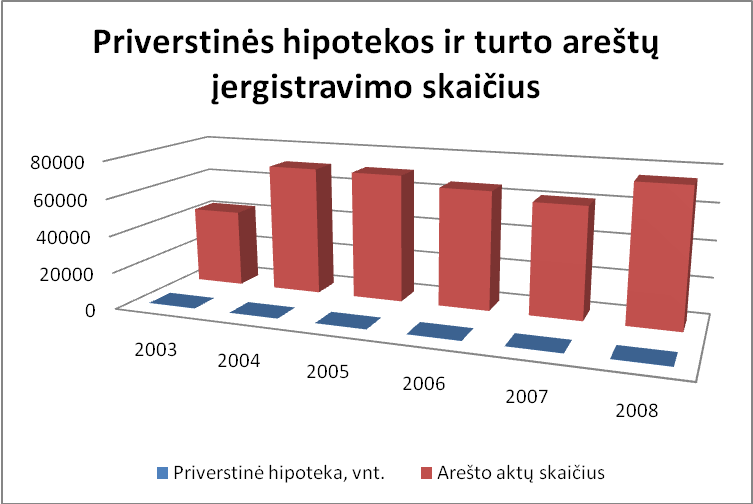 Priverstinės hipotekos ir turto areštų
įergistravimo skaičius
80000
60000
40000
20000
0
2003
2004
2005
2006
2007
2008
Priverstinė hipoteka, vnt.
Arešto aktų skaičius